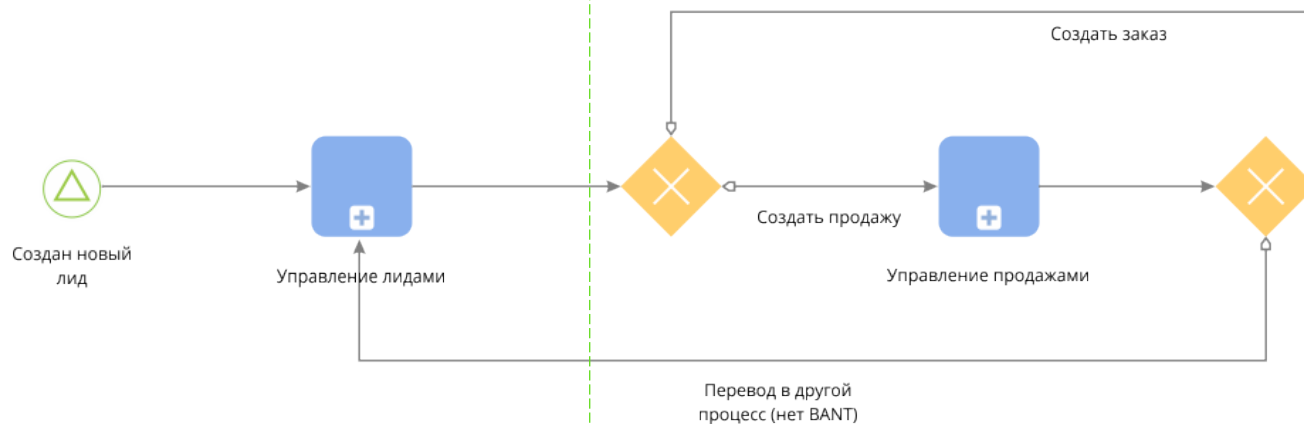 Создать заказ
Создать продажу
Создан новый
лид
Управление лидами
Управление продажами
Перевод в другой
процесс (нет BANT)